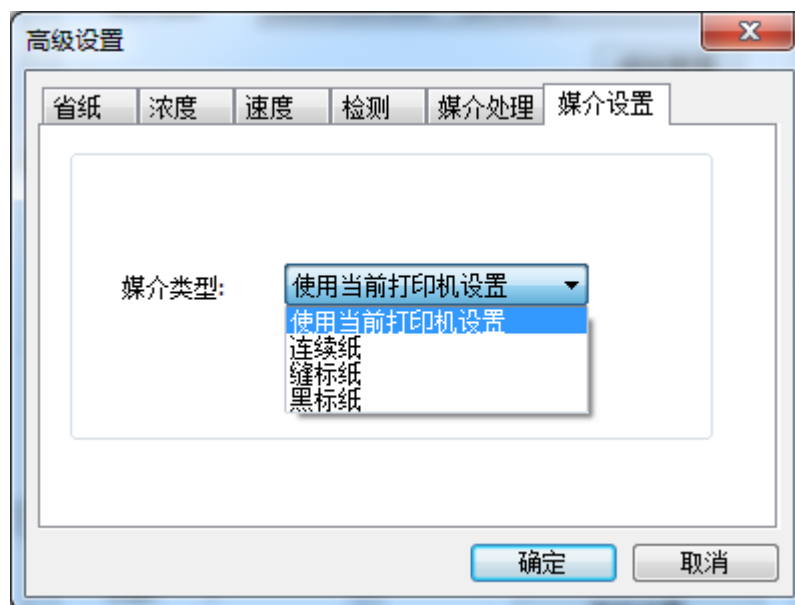 高级设置
省纸 浓度 速度 检测 媒介处理 媒介设置
媒介类型: 使用当前打印机设置
使用当前打印机设置
连续纸
缝标纸
黑标纸
确定 取消